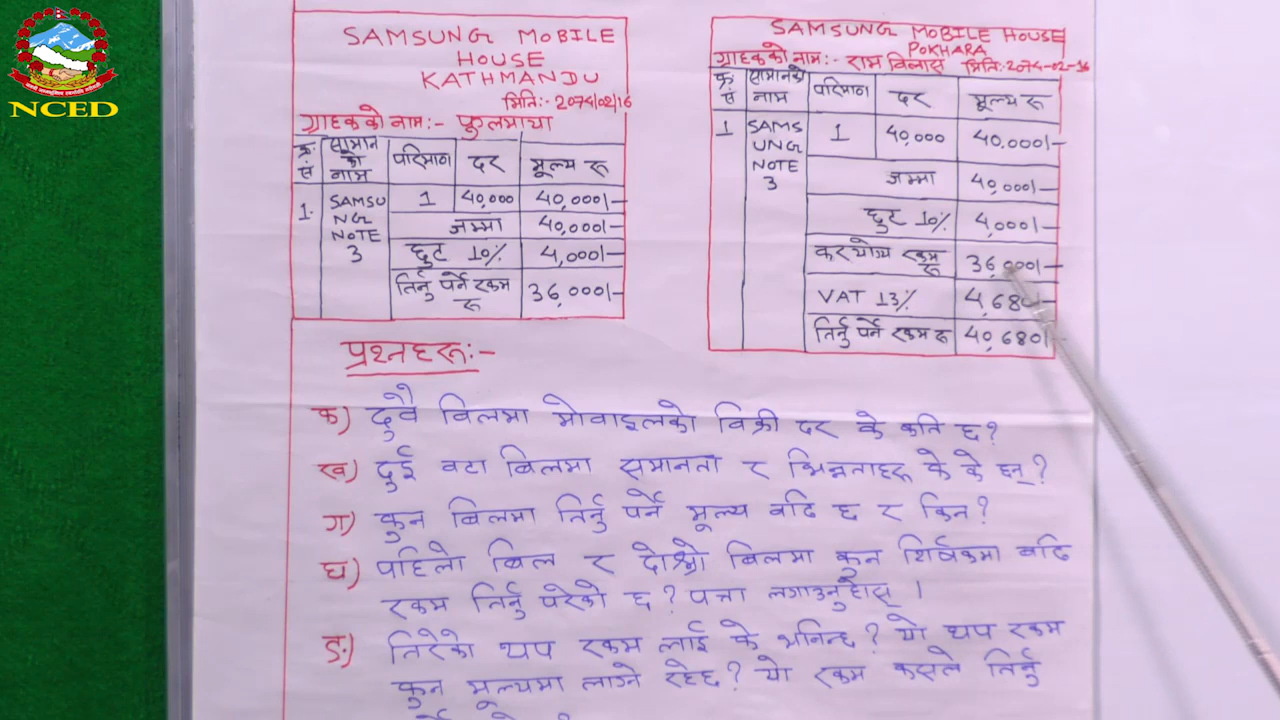 NCED
SAMSUNG MOBILE
HOUSE
KATHMANDU
मिति:- 2074/02/16
ग्राहकको नाम:- फुलमाया
क्र.सं सामानको नाम परिमाण दर मूल्य रु
1. SAMSUNG NOTE 3 1 40,000 40,000/-
जम्मा 40,000/-
छुट 10% 4,000/-
तिर्नु पर्ने रकम रु 36,000/-
SAMSUNG MOBILE HOUSE
POKHARA
ग्राहकको नाम:- राम विलास मिति:-2074-02-16
क्र.सं सामानको नाम परिमाण दर मूल्य रु
1 SAMSUNG NOTE 3 1 40,000 40,000/-
जम्मा 40,000/-
छुट 10% 4,000/-
करयोग्य रकम रु 36,000/-
VAT 13% 4,680/-
तिर्नु पर्ने रकम रु 40,680/-
प्रश्नहरू:-
क) दुवै बिलमा मोवाइलको विक्री दर के कति छ?
ख) दुई वटा बिलमा समानता र भिन्नताहरू के के हुन् ?
ग) कुन बिलमा तिर्नु पर्ने मूल्य बढि छ र किन?
घ) पहिलो बिल र दोश्रो बिलमा कुन शिर्षकमा बढि
रकम तिर्नु परेको छ? पत्ता लगाउनुहोस् ।
ङ) तिरेको थप रकम लाई के भनिन्छ? यो थप रकम
कुन मूल्यमा लाग्ने रहेछ? यो रकम कसले तिर्नु